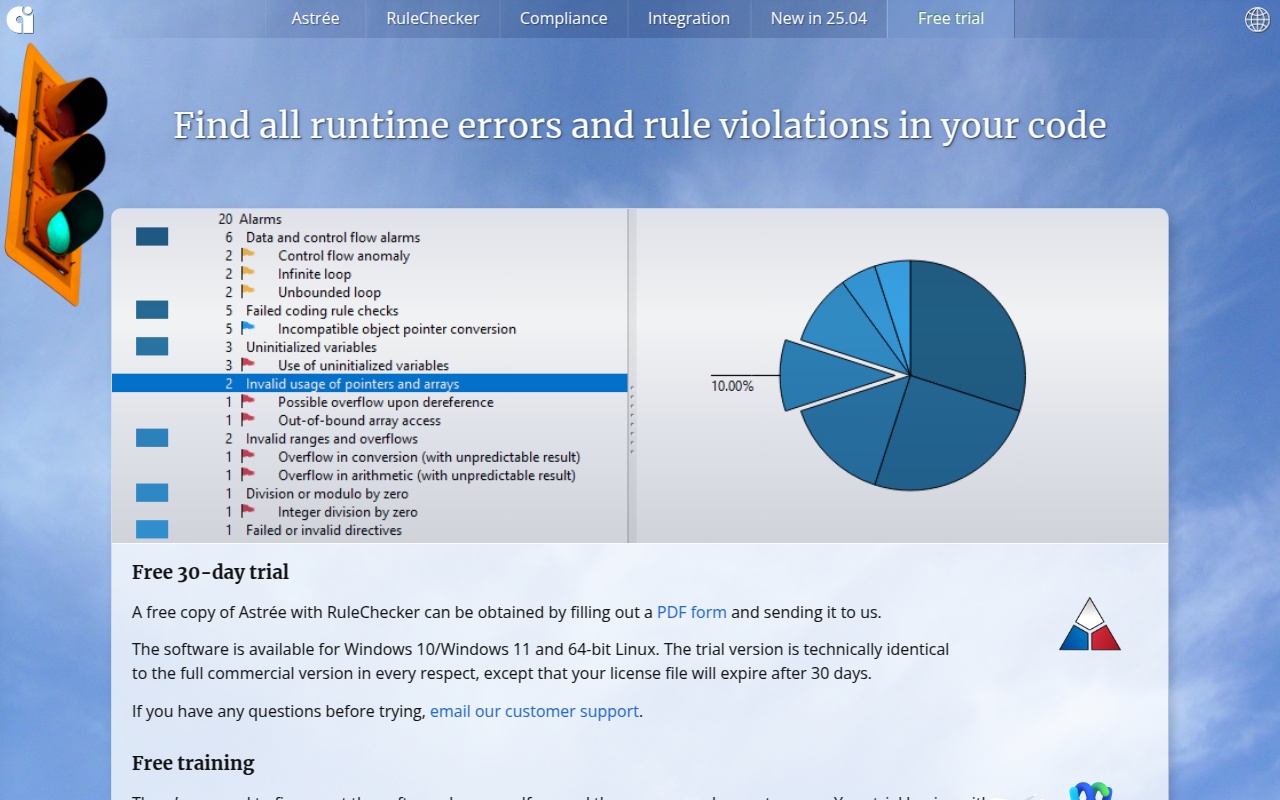 Astrée RuleChecker Compliance Integration New in 25.04 Free trial
Find all runtime errors and rule violations in your code
20 Alarms
6 Data and control flow alarms
2 Control flow anomaly
2 Infinite loop
2 Unbounded loop
5 Failed coding rule checks
5 Incompatible object pointer conversion
3 Uninitialized variables
3 Use of uninitialized variables
2 Invalid usage of pointers and arrays
1 Possible overflow upon dereference
1 Out-of-bound array access
2 Invalid ranges and overflows
1 Overflow in conversion (with unpredictable result)
1 Overflow in arithmetic (with unpredictable result)
1 Division or modulo by zero
1 Integer division by zero
1 Failed or invalid directives
10.00%
Free 30-day trial
A free copy of Astrée with RuleChecker can be obtained by filling out a PDF form and sending it to us.
The software is available for Windows 10/Windows 11 and 64-bit Linux. The trial version is technically identical
to the full commercial version in every respect, except that your license file will expire after 30 days.
If you have any questions before trying, email our customer support.
Free training